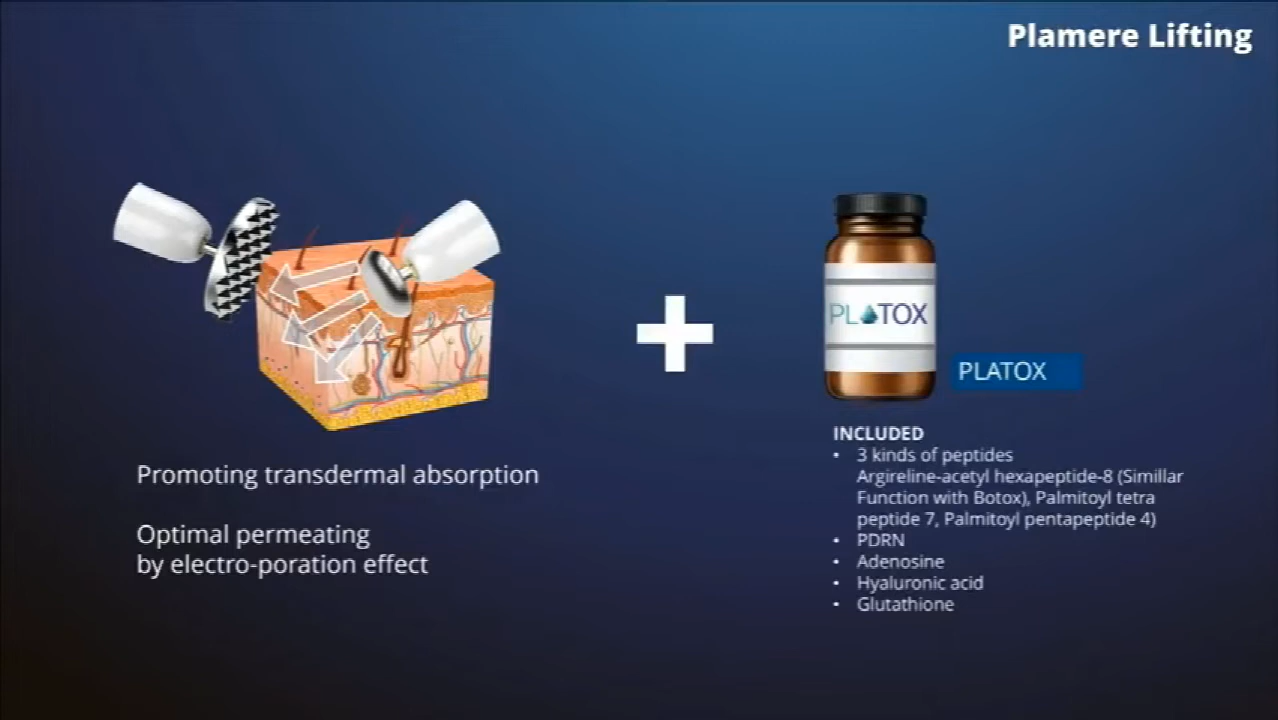 Plamere Lifting
PLATOX
PLATOX
Promoting transdermal absorption
Optimal permeating
by electro-poration effect
INCLUDED
• 3 kinds of peptides
Argireline-acetyl hexapeptide-8 (Simillar
Function with Botox), Palmitoyl tetra
peptide 7, Palmitoyl pentapeptide 4)
• PDRN
• Adenosine
• Hyaluronic acid
• Glutathione